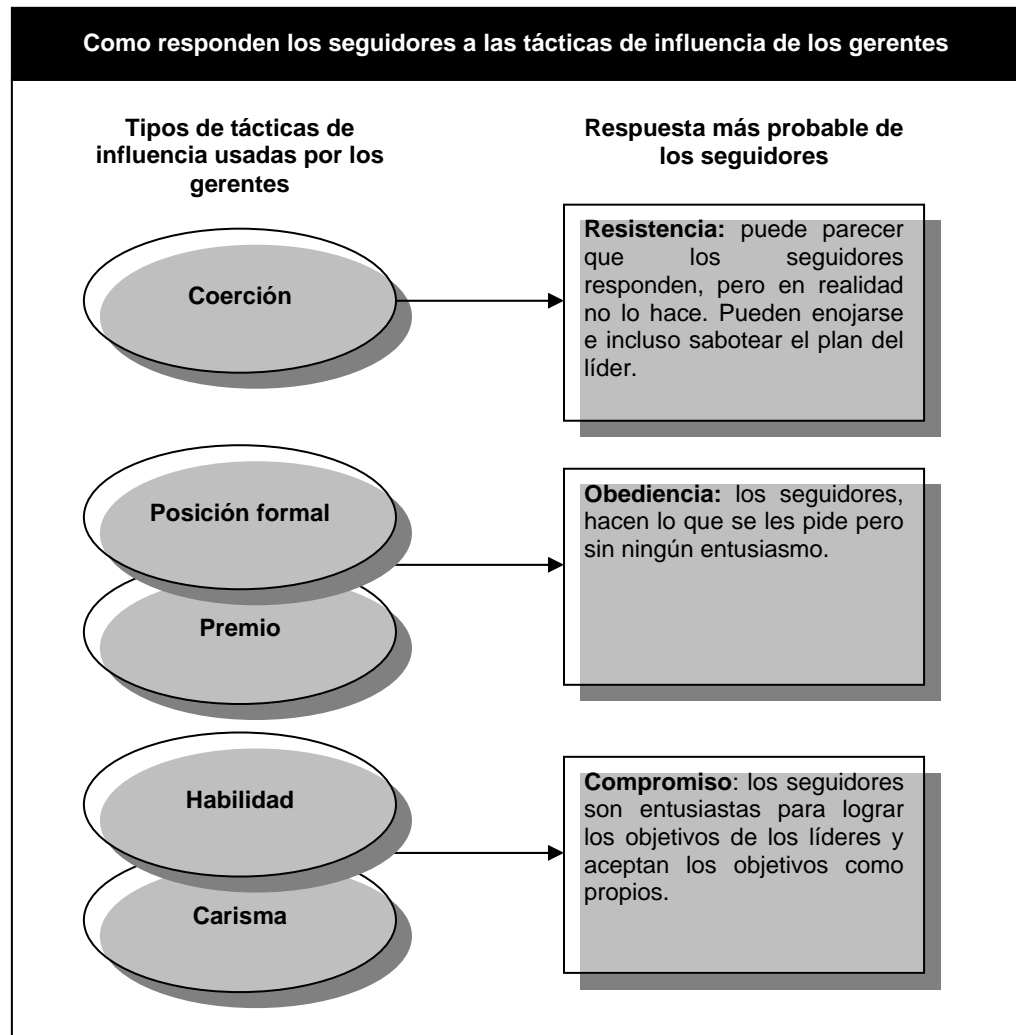 Como responden los seguidores a las tácticas de influencia de los gerentes
Tipos de tácticas de
influencia usadas por los
gerentes
Respuesta más probable de
los seguidores
Coerción
Resistencia: puede parecer
que los seguidores
responden, pero en realidad
no lo hace. Pueden enojarse
e incluso sabotear el plan del
líder.
Posición formal
Premio
Obediencia: los seguidores,
hacen lo que se les pide pero
sin ningún entusiasmo.
Habilidad
Carisma
Compromiso: los seguidores
son entusiastas para lograr
los objetivos de los líderes y
aceptan los objetivos como
propios.